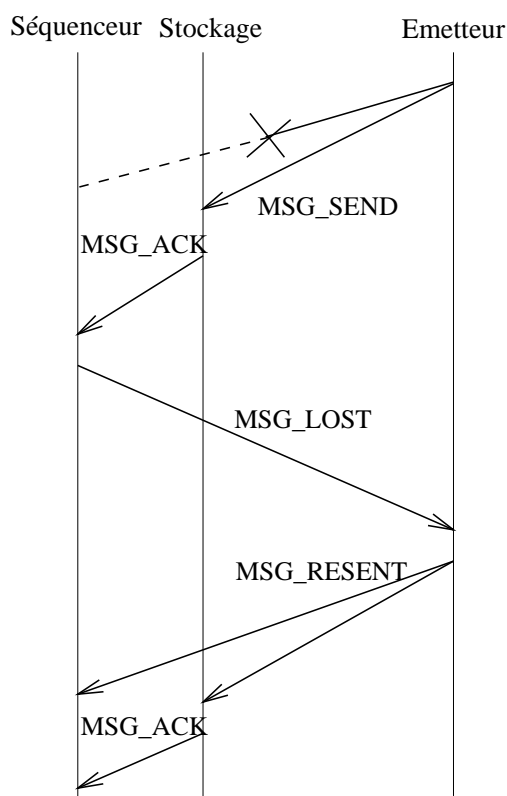 Séquenceur Stockage Emetteur
MSG_SEND
MSG_ACK
MSG_LOST
MSG_RESENT
MSG_ACK